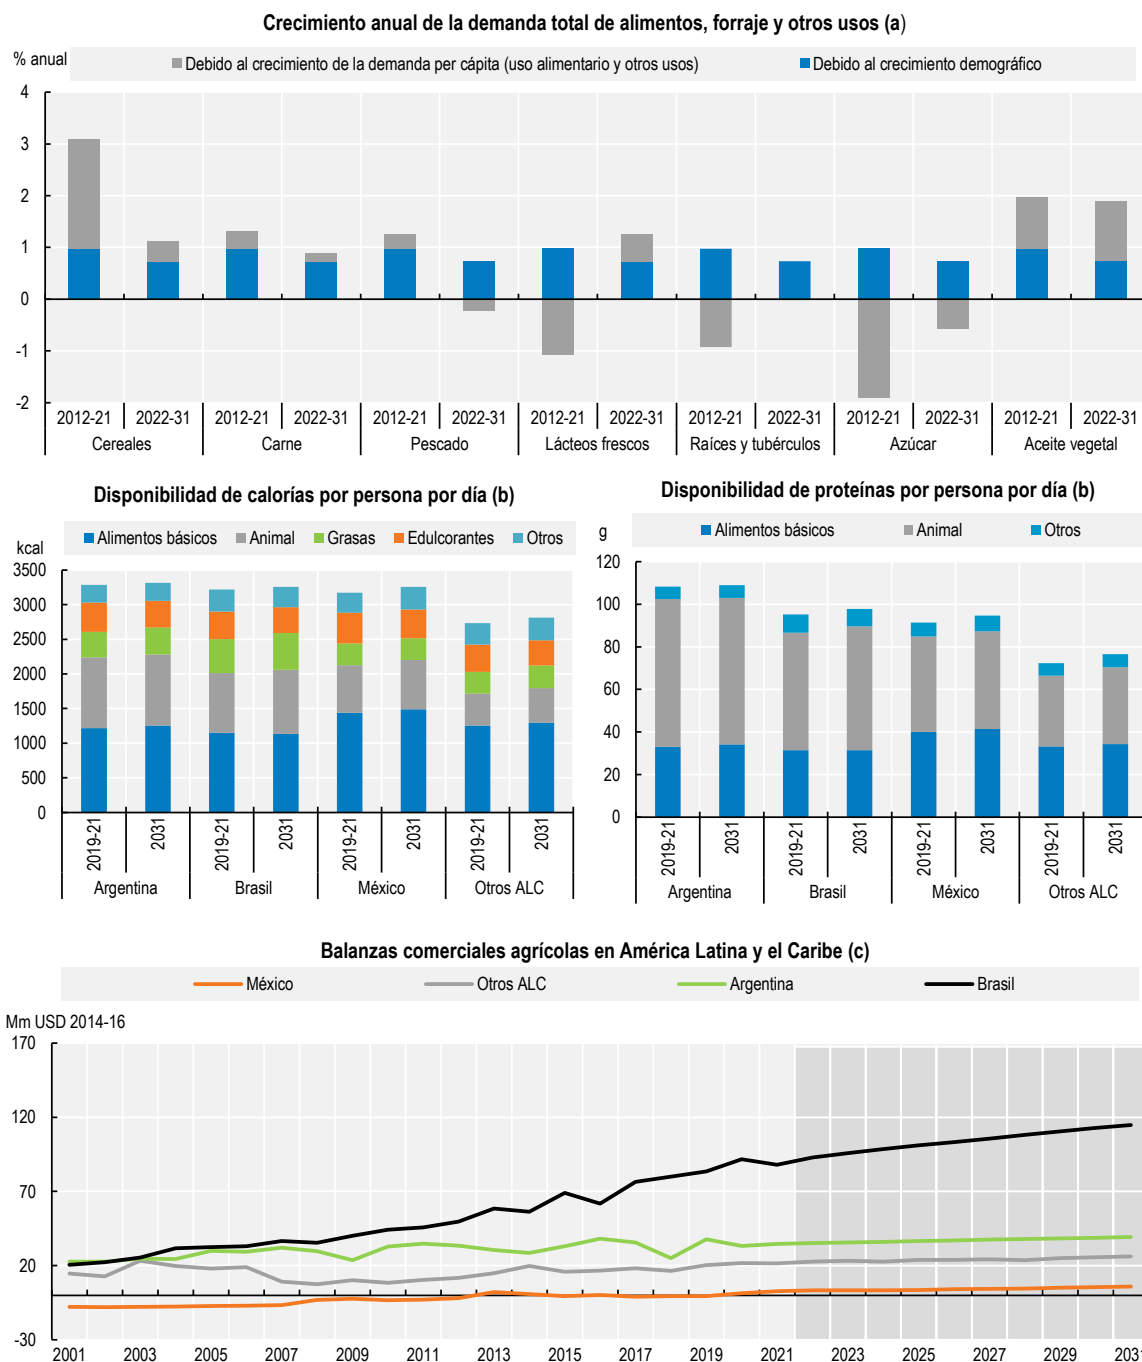 Crecimiento anual de la demanda total de alimentos, forraje y otros usos (a)
% anual
Debido al crecimiento de la demanda per cápita (uso alimentario y otros usos) Debido al crecimiento demográfico
4
3
2
1
0
-1
-2
2012-21 2022-31 2012-21 2022-31 2012-21 2022-31 2012-21 2022-31 2012-21 2022-31 2012-21 2022-31 2012-21 2022-31
Cereales Carne Pescado Lácteos frescos Raíces y tubérculos Azúcar Aceite vegetal
Disponibilidad de calorías por persona por día (b)
Alimentos básicos Animal Grasas Edulcorantes Otros
kcal
3500
3000
2500
2000
1500
1000
500
0
2019-21 2031 2019-21 2031 2019-21 2031 2019-21 2031
Argentina Brasil México Otros ALC
Disponibilidad de proteínas por persona por día (b)
Alimentos básicos Animal Otros
g
120
100
80
60
40
20
0
2019-21 2031 2019-21 2031 2019-21 2031 2019-21 2031
Argentina Brasil México Otros ALC
Balanzas comerciales agrícolas en América Latina y el Caribe (c)
México Otros ALC Argentina Brasil
Mm USD 2014-16
170
120
70
20
-30
2001 2003 2005 2007 2009 2011 2013 2015 2017 2019 2021 2023 2025 2027 2029 2031